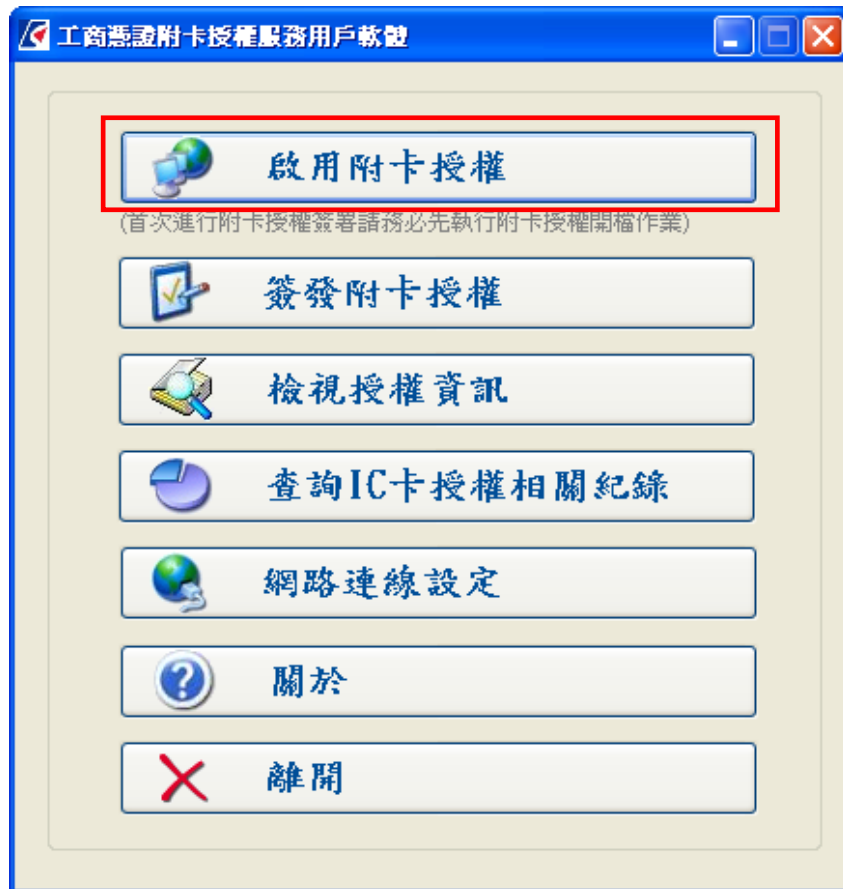 工商憑證附卡授權服務用戶軟體
啟用附卡授權
(首次進行附卡授權簽署請務必先執行附卡授權開檔作業)
簽發附卡授權
檢視授權資訊
查詢IC卡授權相關紀錄
網路連線設定
關於
離開